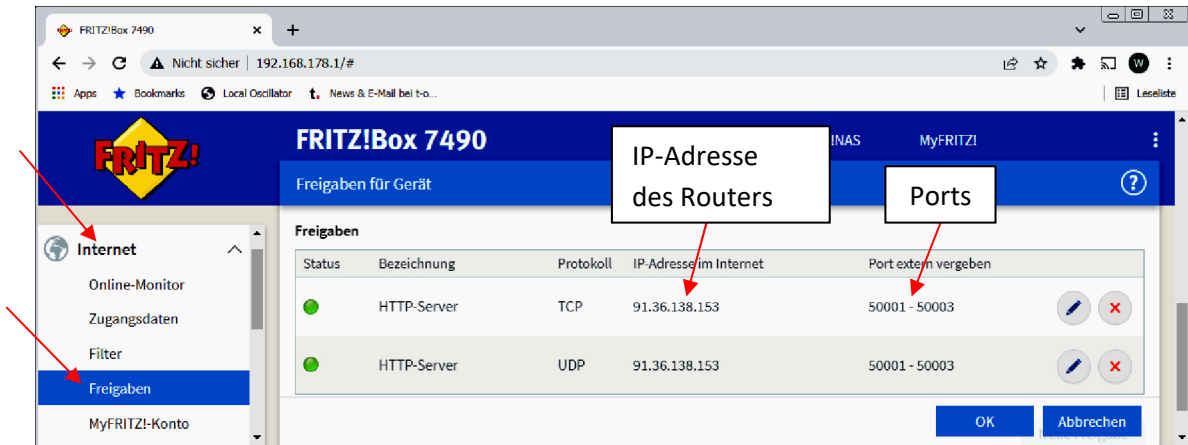 FRITZ!Box 7490
Nicht sicher 192.168.178.1/#
W
Apps Bookmarks Local Oscillator t. News & E-Mail bei t-o... Leseliste
FRITZ!
FRITZ!Box 7490 !NAS MyFRITZ!
IP-Adresse
des Routers
Ports
Freigaben für Gerät ?
Internet
Online-Monitor
Zugangsdaten
Filter
Freigaben
MyFRITZ!-Konto
Freigaben
Status Bezeichnung Protokoll IP-Adresse im Internet Port extern vergeben
HTTP-Server TCP 91.36.138.153 50001 - 50003
HTTP-Server UDP 91.36.138.153 50001 - 50003
OK Abbrechen